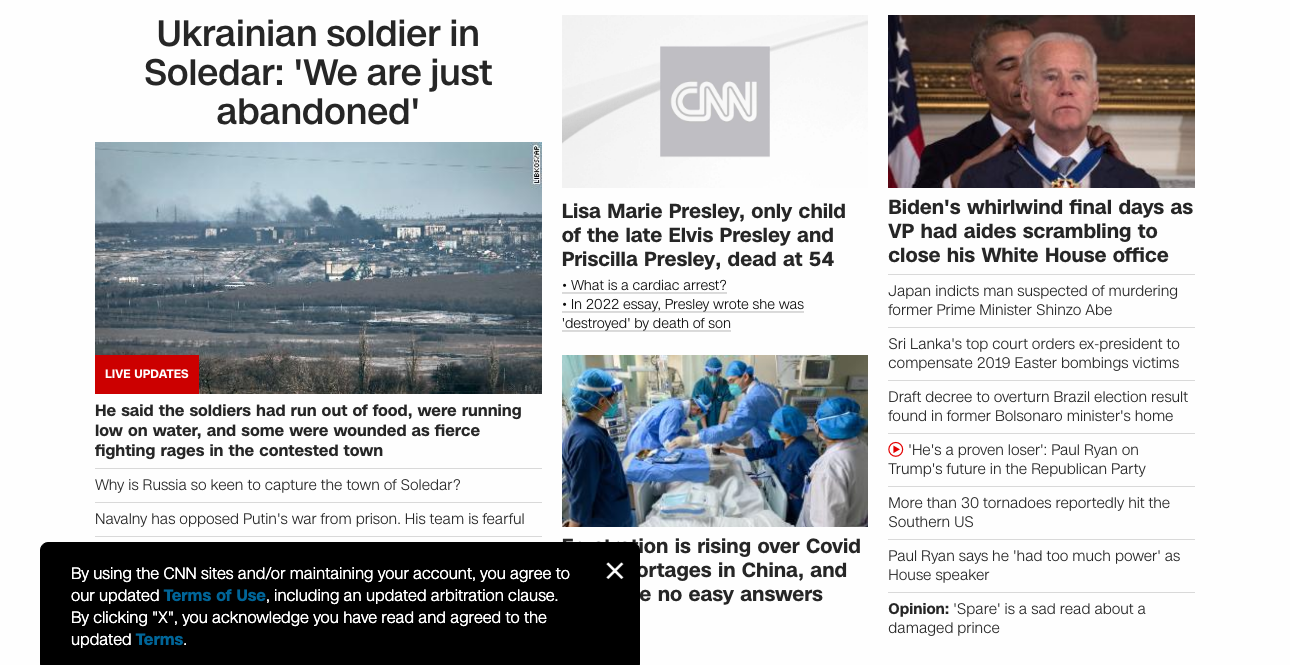 Ukrainian soldier in
Soledar: 'We are just
abandoned'
LIBKOS/AP
LIVE UPDATES
He said the soldiers had run out of food, were running
low on water, and some were wounded as fierce
fighting rages in the contested town
Why is Russia so keen to capture the town of Soledar?
Navalny has opposed Putin's war from prison. His team is fearful
CNN
Lisa Marie Presley, only child
of the late Elvis Presley and
Priscilla Presley, dead at 54
• What is a cardiac arrest?
• In 2022 essay, Presley wrote she was
'destroyed' by death of son
is rising over Covid
in China, and
no easy answers
Biden's whirlwind final days as
VP had aides scrambling to
close his White House office
Japan indicts man suspected of murdering
former Prime Minister Shinzo Abe
Sri Lanka's top court orders ex-president to
compensate 2019 Easter bombings victims
Draft decree to overturn Brazil election result
found in former Bolsonaro minister's home
'He's a proven loser': Paul Ryan on
Trump's future in the Republican Party
More than 30 tornadoes reportedly hit the
Southern US
Paul Ryan says he 'had too much power' as
House speaker
Opinion: 'Spare' is a sad read about a
damaged prince
By using the CNN sites and/or maintaining your account, you agree to
our updated Terms of Use, including an updated arbitration clause.
By clicking "X", you acknowledge you have read and agreed to the
updated Terms.